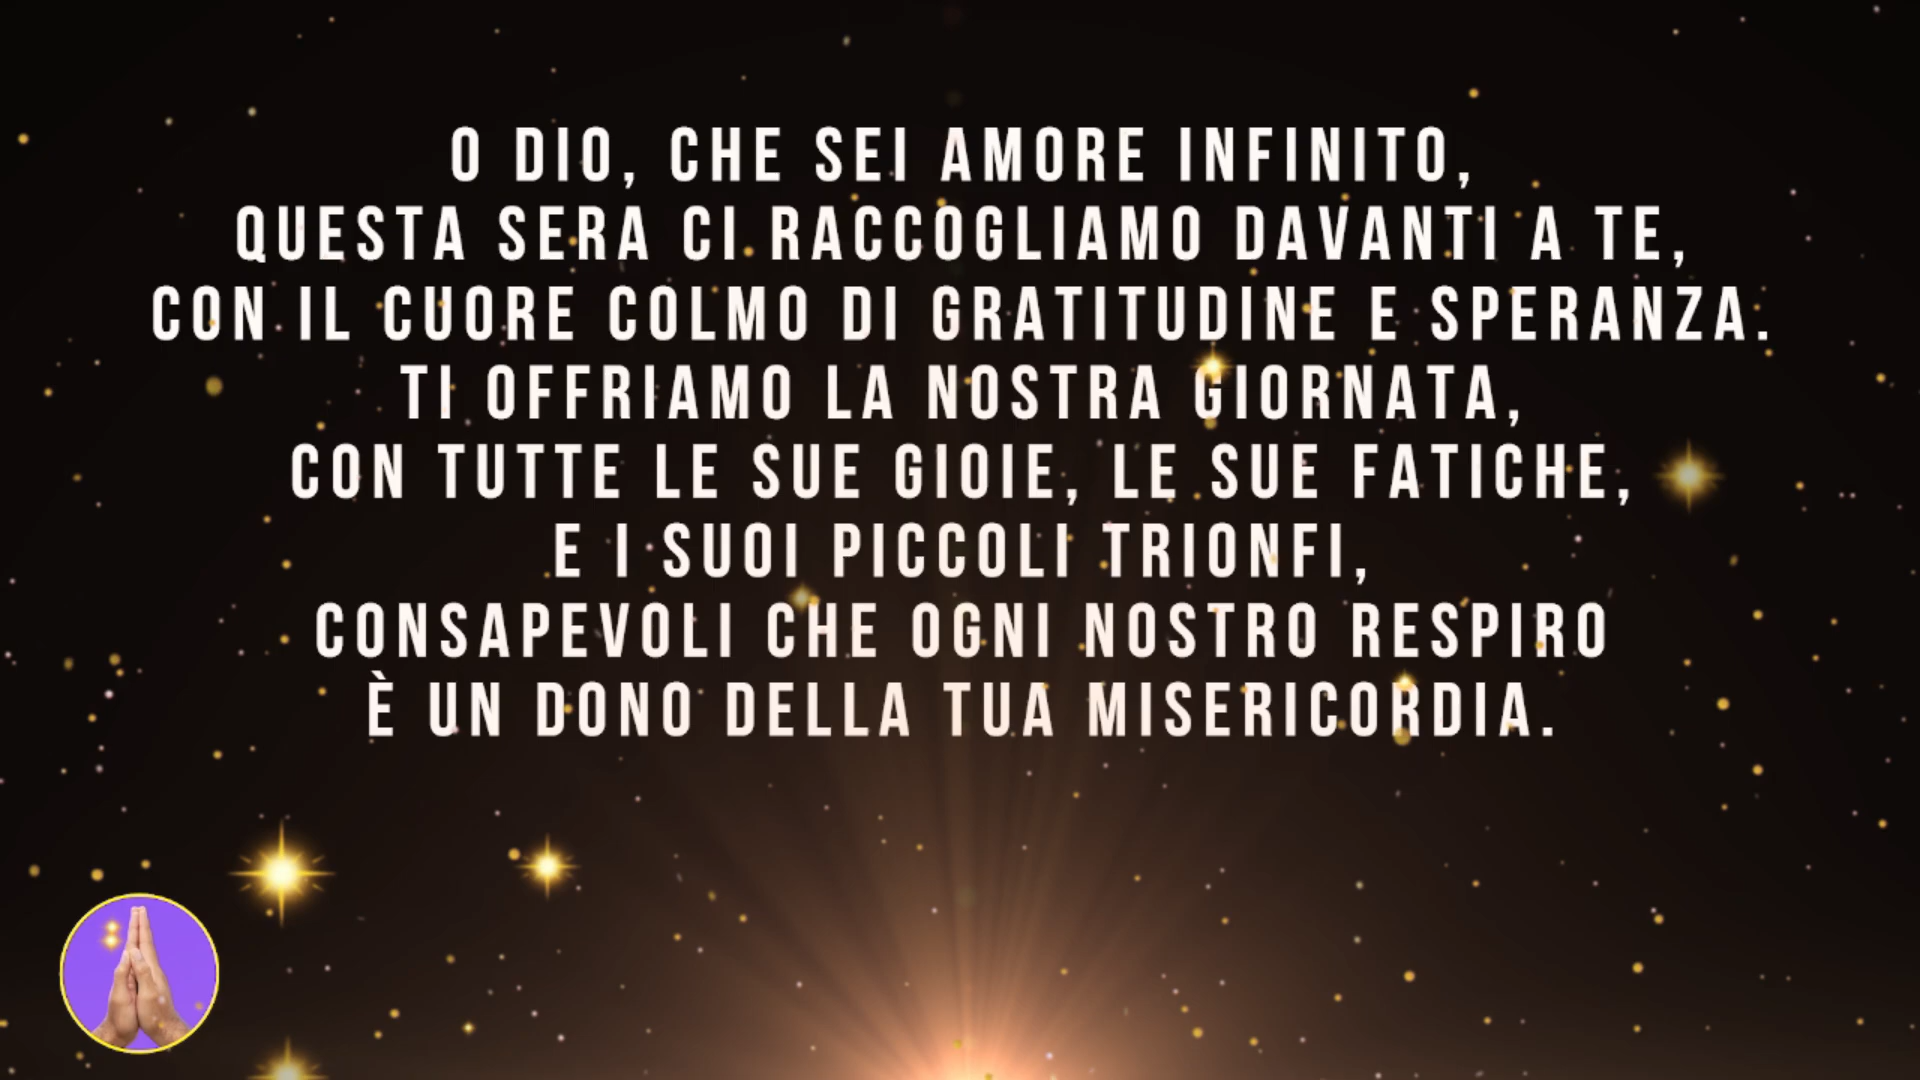 O DIO, CHE SEI AMORE INFINITO,
QUESTA SERA CI RACCOGLIAMO DAVANTI A TE,
CON IL CUORE COLMO DI GRATITUDINE E SPERANZA.
TI OFFRIAMO LA NOSTRA GIORNATA,
CON TUTTE LE SUE GIOIE, LE SUE FATICHE,
E I SUOI PICCOLI TRIONFI,
CONSAPEVOLI CHE OGNI NOSTRO RESPIRO
È UN DONO DELLA TUA MISERICORDIA.